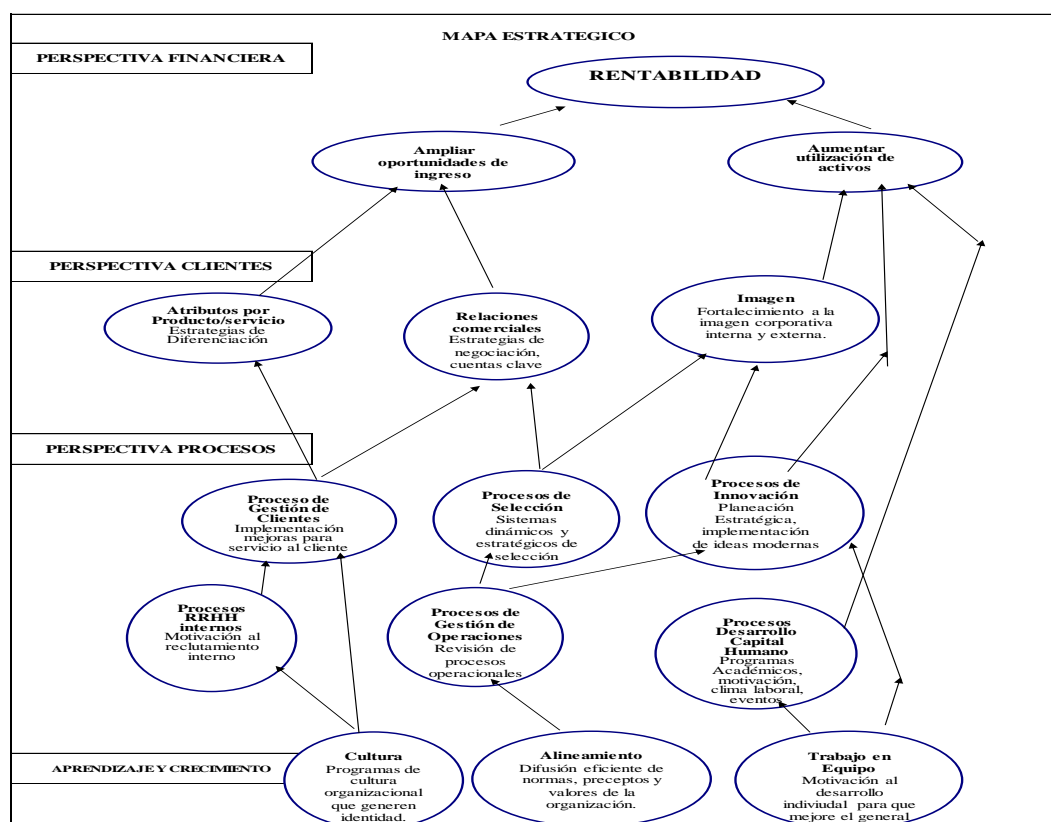 MAPA ESTRATEGICO
PERSPECTIVA FINANCIERA
RENTABILIDAD
Ampliar
oportunidades de
ingreso
Aumentar
utilización de
activos
PERSPECTIVA CLIENTES
Atributos por
Producto/servicio
Estrategias de
Diferenciación
Relaciones
comerciales
Estrategias de
negociación,
cuentas clave
Imagen
Fortalecimiento a la
imagen corporativa
interna y externa.
PERSPECTIVA PROCESOS
Proceso de
Gestión de
Clientes
Implementación
mejoras para
servicio al cliente
Procesos de
Selección
Sistemas
dinámicos y
estratégicos de
selección
Procesos de
Innovación
Planeación
Estratégica,
implementación
de ideas modernas
Procesos
RRHH
internos
Motivación al
reclutamiento
interno
Procesos de
Gestión de
Operaciones
Revisión de
procesos
operacionales
Procesos
Desarrollo
Capital
Humano
Programas
Académicos,
motivación,
clima laboral,
eventos
APRENDIZAJE Y CRECIMIENTO
Cultura
Programas de
cultura
organizacional
que generen
identidad.
Alineamiento
Difusión eficiente de
normas, preceptos y
valores de la
organización.
Trabajo en
Equipo
Motivación al
desarrollo
indiviudal para que
mejore el general